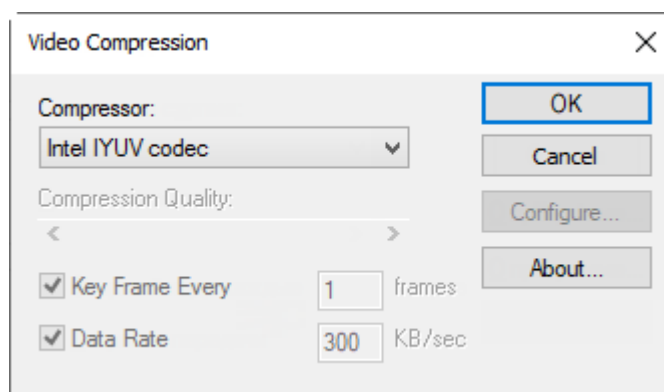 Video Compression
Compressor:
OK
Intel IYUV codec
Cancel
Compression Quality:
Configure...
About...
Key Frame Every 1 frames
Data Rate 300 KB/sec